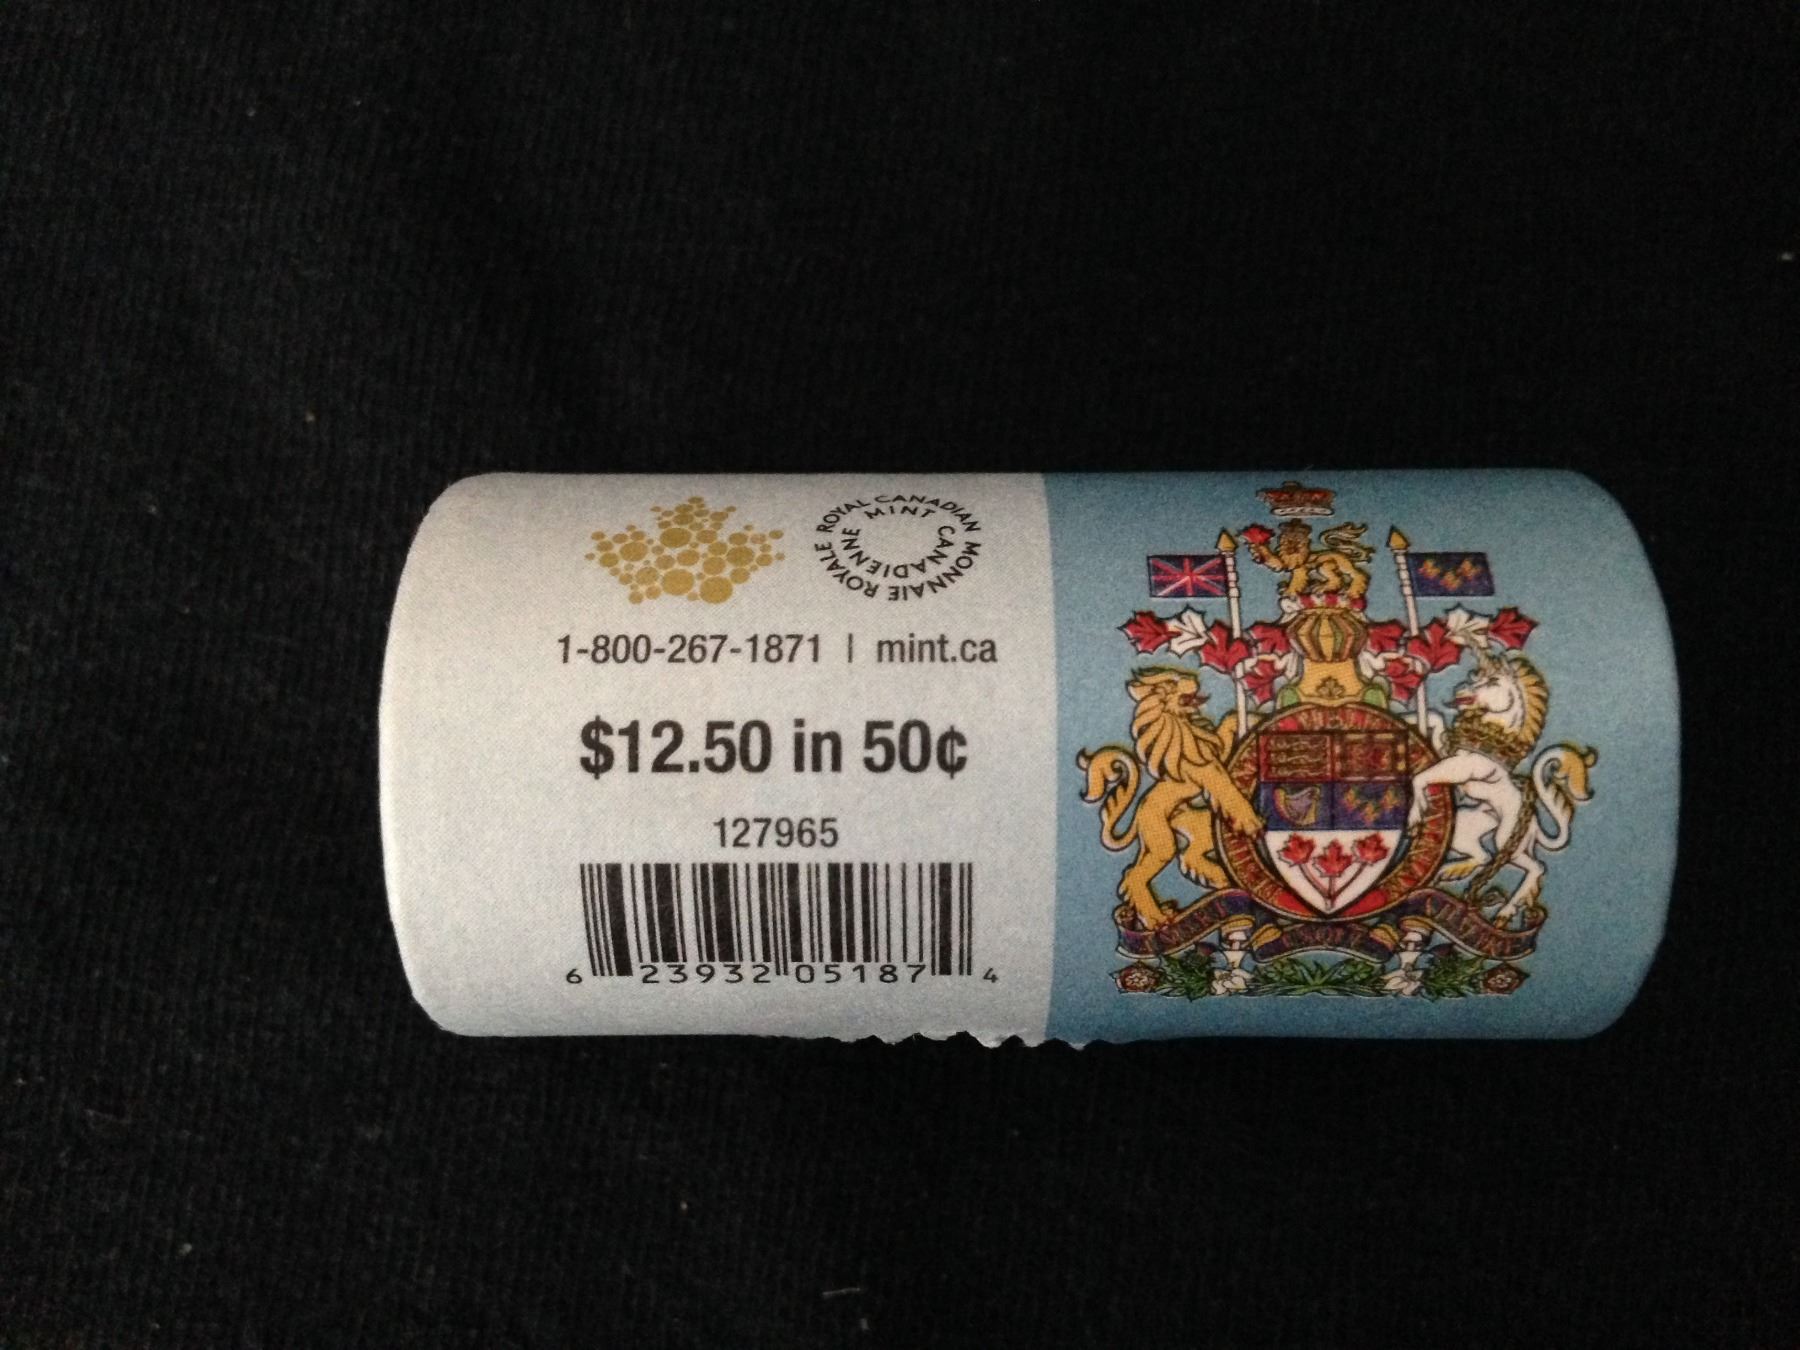 ROYAL CANADIAN MINT
MONNAIE ROYALE CANADIENNE
1-800-267-1871 | mint.ca
$12.50 in 50¢
127965
6 23932 05187 4